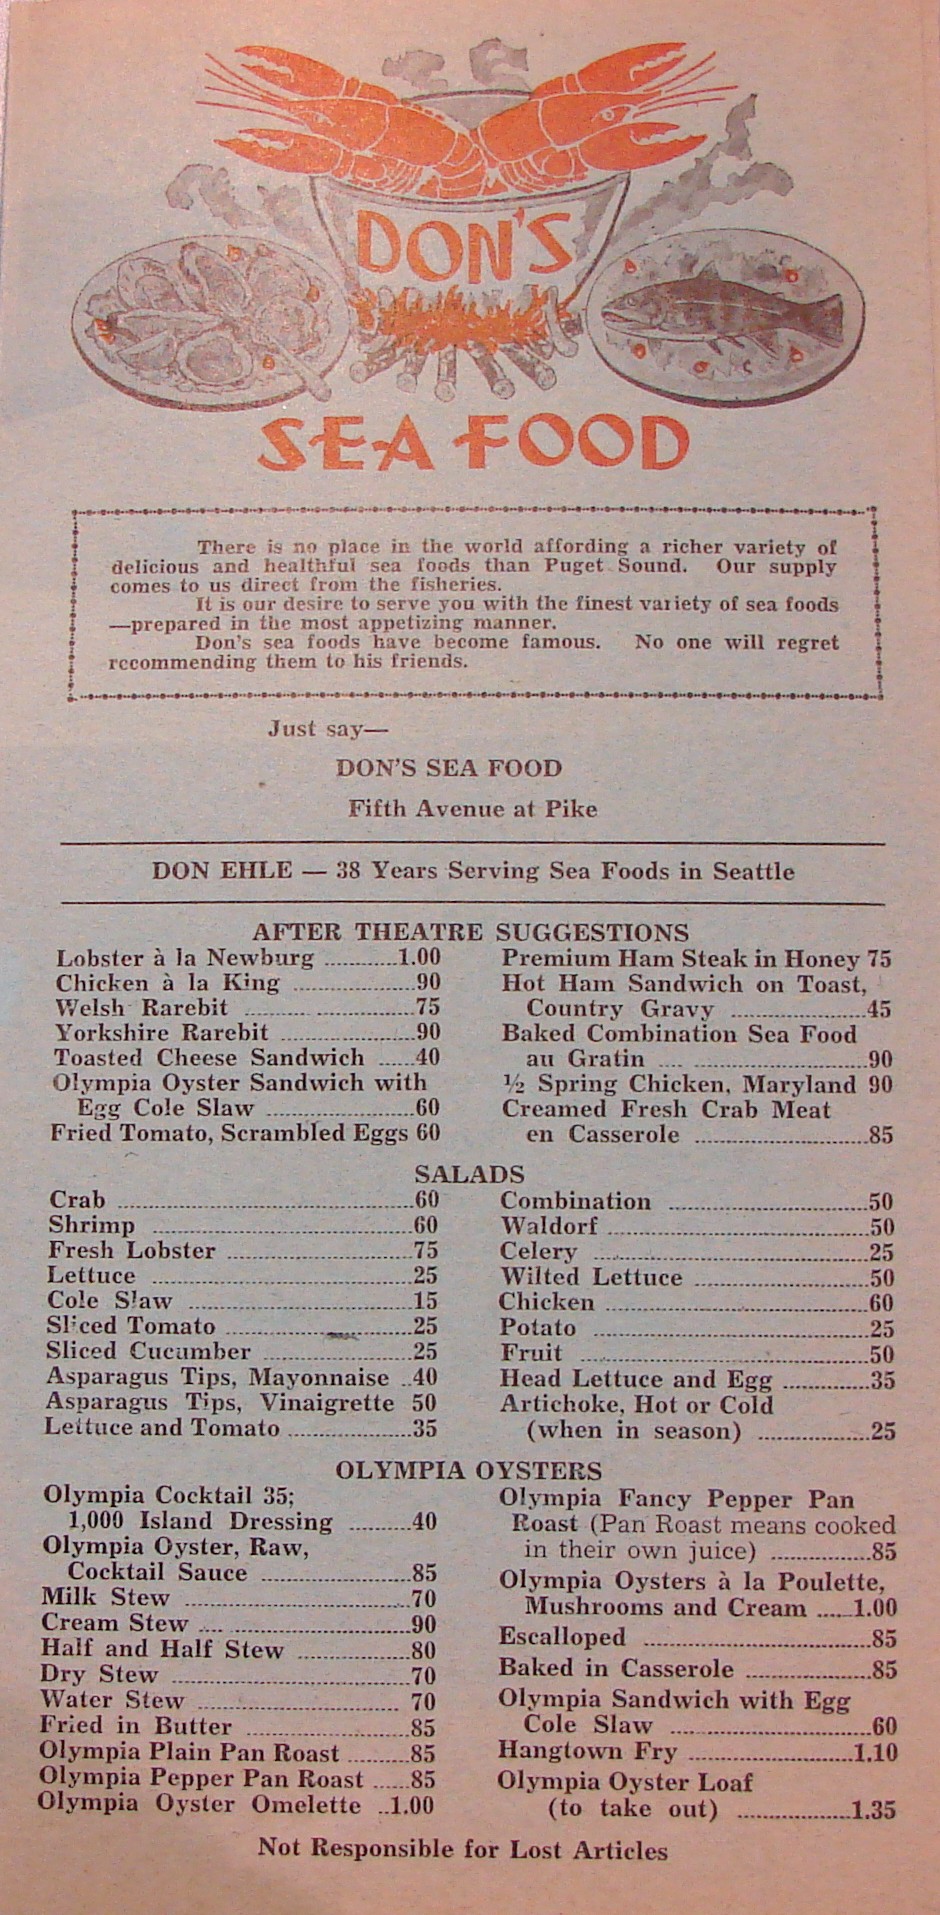 DON'S
SEA FOOD
There is no place in the world affording a richer variety of
delicious and healthful sea foods than Puget Sound. Our supply
comes to us direct from the fisheries.
It is our desire to serve you with the finest variety of sea foods
—prepared in the most appetizing manner.
Don's sea foods have become famous. No one will regret
recommending them to his friends.
Just say—
DON'S SEA FOOD
Fifth Avenue at Pike
DON EHLE — 38 Years Serving Sea Foods in Seattle
AFTER THEATRE SUGGESTIONS
Lobster à la Newburg ............1.00
Chicken à la King ....................90
Welsh Rarebit ............................75
Yorkshire Rarebit ......................90
Toasted Cheese Sandwich ......40
Olympia Oyster Sandwich with
Egg Cole Slaw ........................60
Fried Tomato, Scrambled Eggs 60
Premium Ham Steak in Honey 75
Hot Ham Sandwich on Toast,
Country Gravy ......................45
Baked Combination Sea Food
au Gratin ................................90
½ Spring Chicken, Maryland 90
Creamed Fresh Crab Meat
en Casserole ............................85
SALADS
Crab ................................................60
Shrimp ..........................................60
Fresh Lobster ..............................75
Lettuce ..........................................25
Cole Slaw ....................................15
Sliced Tomato ..............................25
Sliced Cucumber ........................25
Asparagus Tips, Mayonnaise ..40
Asparagus Tips, Vinaigrette 50
Lettuce and Tomato ....................35
Combination ................................50
Waldorf ..........................................50
Celery ............................................25
Wilted Lettuce ............................50
Chicken ..........................................60
Potato ............................................25
Fruit ..............................................50
Head Lettuce and Egg ..............35
Artichoke, Hot or Cold
(when in season) ..................25
OLYMPIA OYSTERS
Olympia Cocktail 35;
1,000 Island Dressing ..........40
Olympia Oyster, Raw,
Cocktail Sauce ........................85
Milk Stew ....................................70
Cream Stew ..................................90
Half and Half Stew ..................80
Dry Stew ......................................70
Water Stew .................................. 70
Fried in Butter ..........................85
Olympia Plain Pan Roast ..........85
Olympia Pepper Pan Roast ......85
Olympia Oyster Omelette ..1.00
Olympia Fancy Pepper Pan
Roast (Pan Roast means cooked
in their own juice) ................85
Olympia Oysters à la Poulette,
Mushrooms and Cream ......1.00
Escalloped ....................................85
Baked in Casserole ....................85
Olympia Sandwich with Egg
Cole Slaw ................................60
Hangtown Fry ..........................1.10
Olympia Oyster Loaf
(to take out) ....................1.35
Not Responsible for Lost Articles